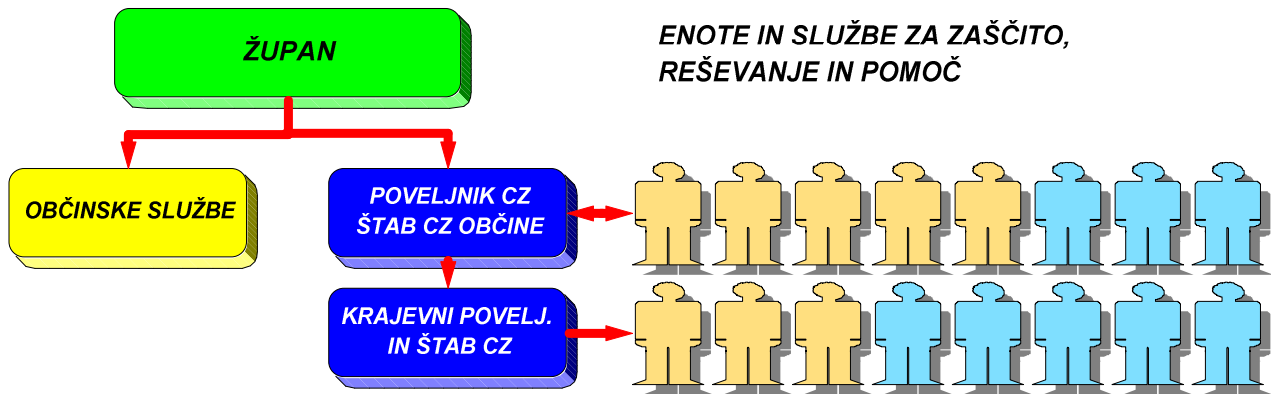 ŽUPAN
ENOTE IN SLUŽBE ZA ZAŠČITO,
REŠEVANJE IN POMOČ
OBČINSKE SLUŽBE
POVELJNIK CZ
ŠTAB CZ OBČINE
KRAJEVNI POVELJ.
IN ŠTAB CZ